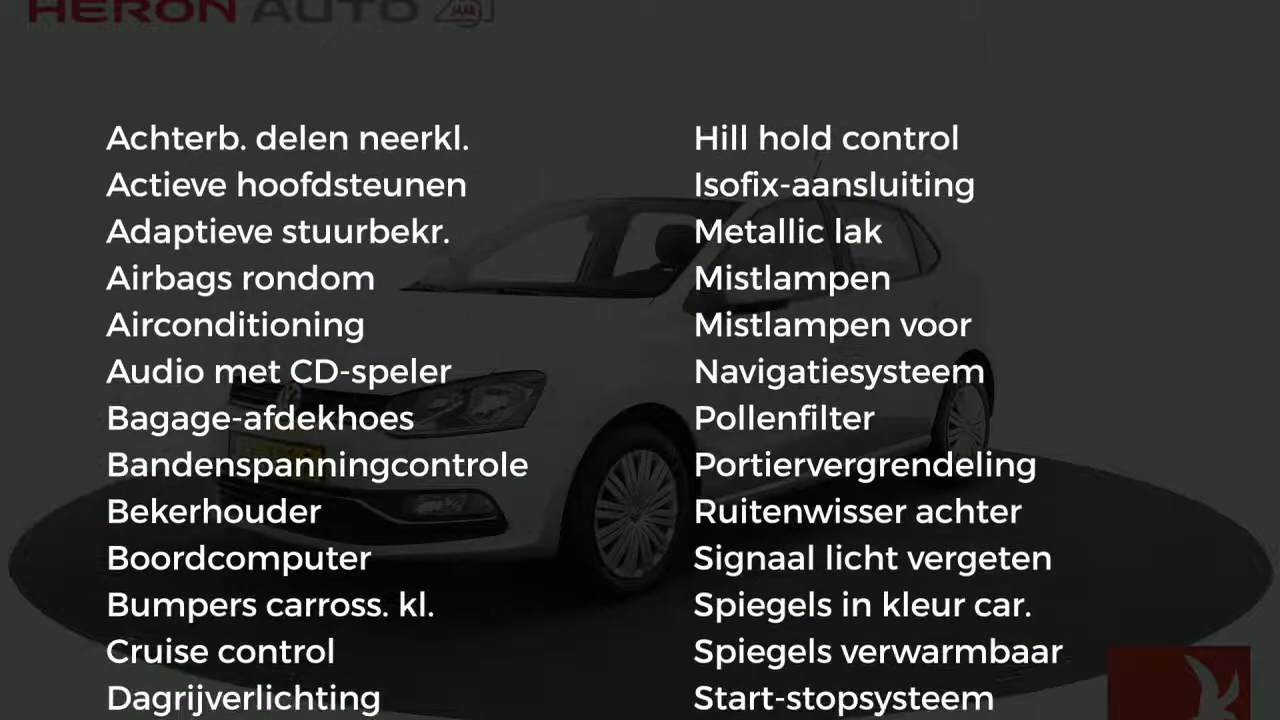 HERON AUTO
JAAR
Achterb. delen neerkl.
Actieve hoofdsteunen
Adaptieve stuurbekr.
Airbags rondom
Airconditioning
Audio met CD-speler
Bagage-afdekhoes
Bandenspanningcontrole
Bekerhouder
Boordcomputer
Bumpers carross. kl.
Cruise control
Dagrijverlichting
Hill hold control
Isofix-aansluiting
Metallic lak
Mistlampen
Mistlampen voor
Navigatiesysteem
Pollenfilter
Portiervergrendeling
Ruitenwisser achter
Signaal licht vergeten
Spiegels in kleur car.
Spiegels verwarmbaar
Start-stopsysteem